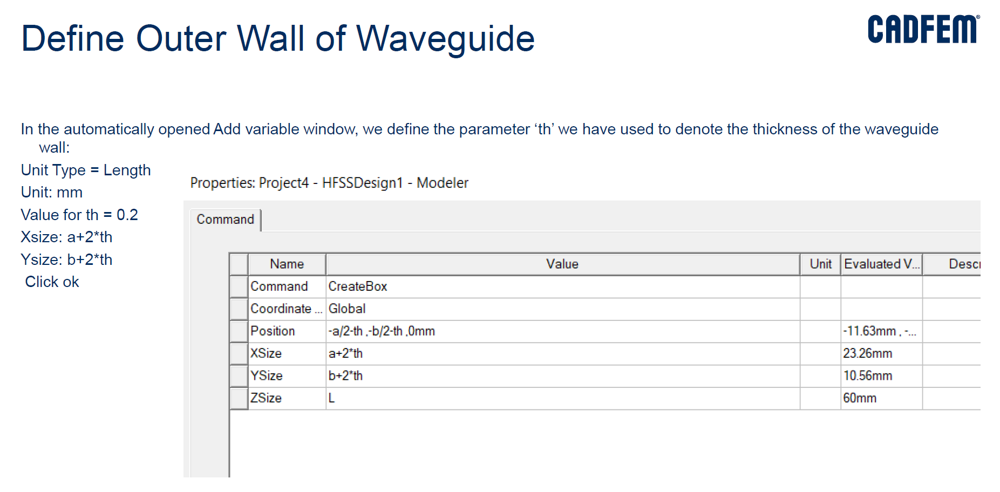 Define Outer Wall of Waveguide
CADFEM®
In the automatically opened Add variable window, we define the parameter ‘th’ we have used to denote the thickness of the waveguide
wall:
Unit Type = Length
Unit: mm
Value for th = 0.2
Xsize: a+2*th
Ysize: b+2*th
Click ok
Properties: Project4 - HFSSDesign1 - Modeler
Command
Name Value Unit Evaluated V... Descr
Command CreateBox
Coordinate ... Global
Position -a/2-th ,-b/2-th ,0mm -11.63mm , -...
XSize a+2*th 23.26mm
YSize b+2*th 10.56mm
ZSize L 60mm